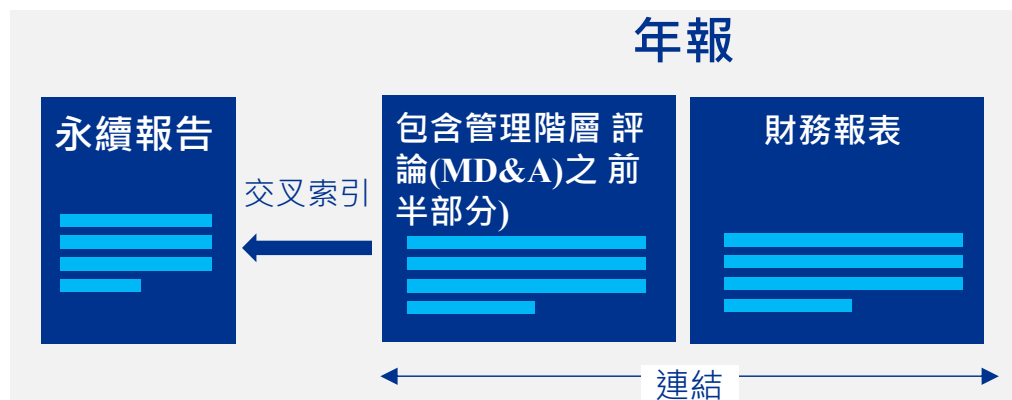 年報
永續報告
交叉索引
包含管理階層 評
論(MD&A)之 前
半部分)
財務報表
連結